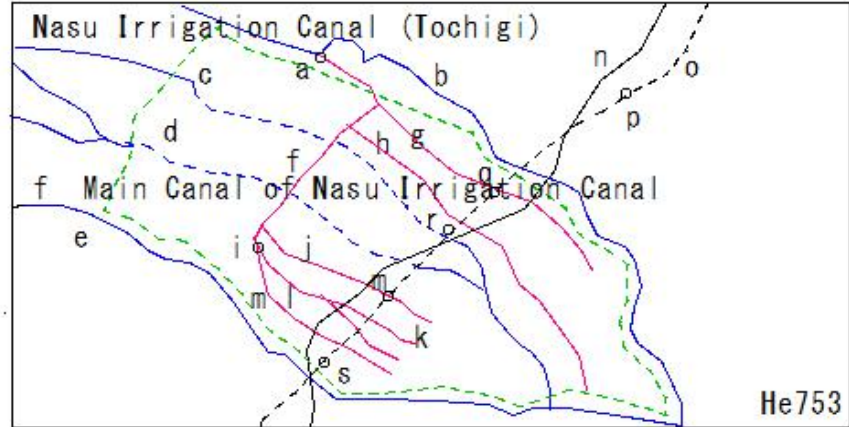 Nasu Irrigation Canal (Tochigi)
n
a
b
o
c
p
d
g
h
f
q
f Main Canal of Nasu Irrigation Canal
r
e
i
j
m
m
l
k
s
He753